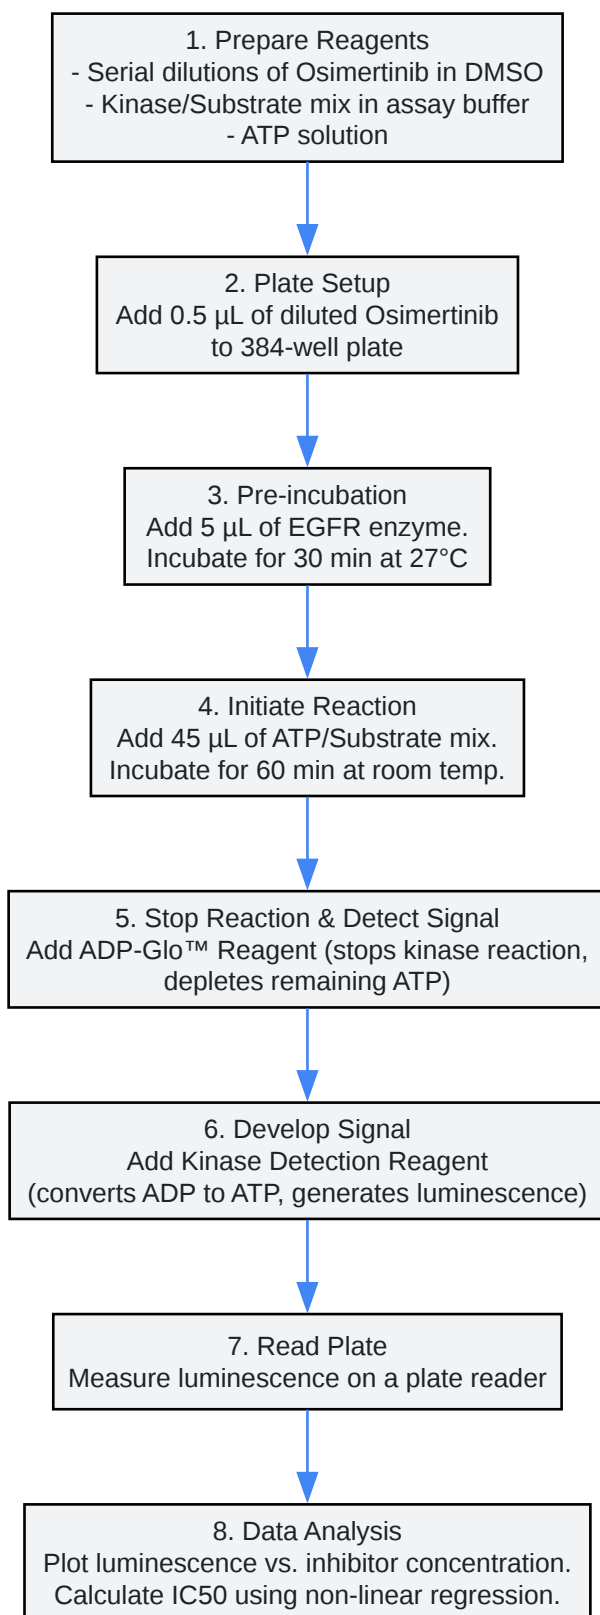 1. Prepare Reagents
- Serial dilutions of Osimertinib in DMSO
- Kinase/Substrate mix in assay buffer
- ATP solution
2. Plate Setup
Add 0.5 µL of diluted Osimertinib
to 384-well plate
3. Pre-incubation
Add 5 µL of EGFR enzyme.
Incubate for 30 min at 27°C
4. Initiate Reaction
Add 45 µL of ATP/Substrate mix.
Incubate for 60 min at room temp.
5. Stop Reaction & Detect Signal
Add ADP-Glo™ Reagent (stops kinase reaction,
depletes remaining ATP)
6. Develop Signal
Add Kinase Detection Reagent
(converts ADP to ATP, generates luminescence)
7. Read Plate
Measure luminescence on a plate reader
8. Data Analysis
Plot luminescence vs. inhibitor concentration.
Calculate IC50 using non-linear regression.